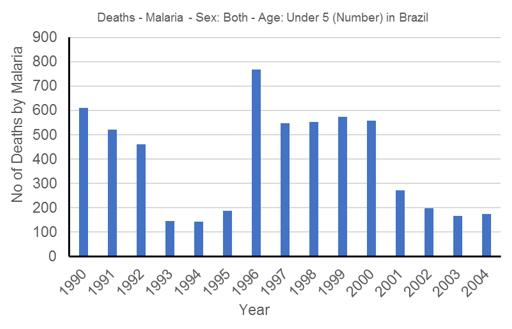 Deaths - Malaria - Sex: Both - Age: Under 5 (Number) in Brazil
No of Deaths by Malaria
900
800
700
600
500
400
300
200
100
0
1990 1991 1992 1993 1994 1995 1996 1997 1998 1999 2000 2001 2002 2003 2004
Year